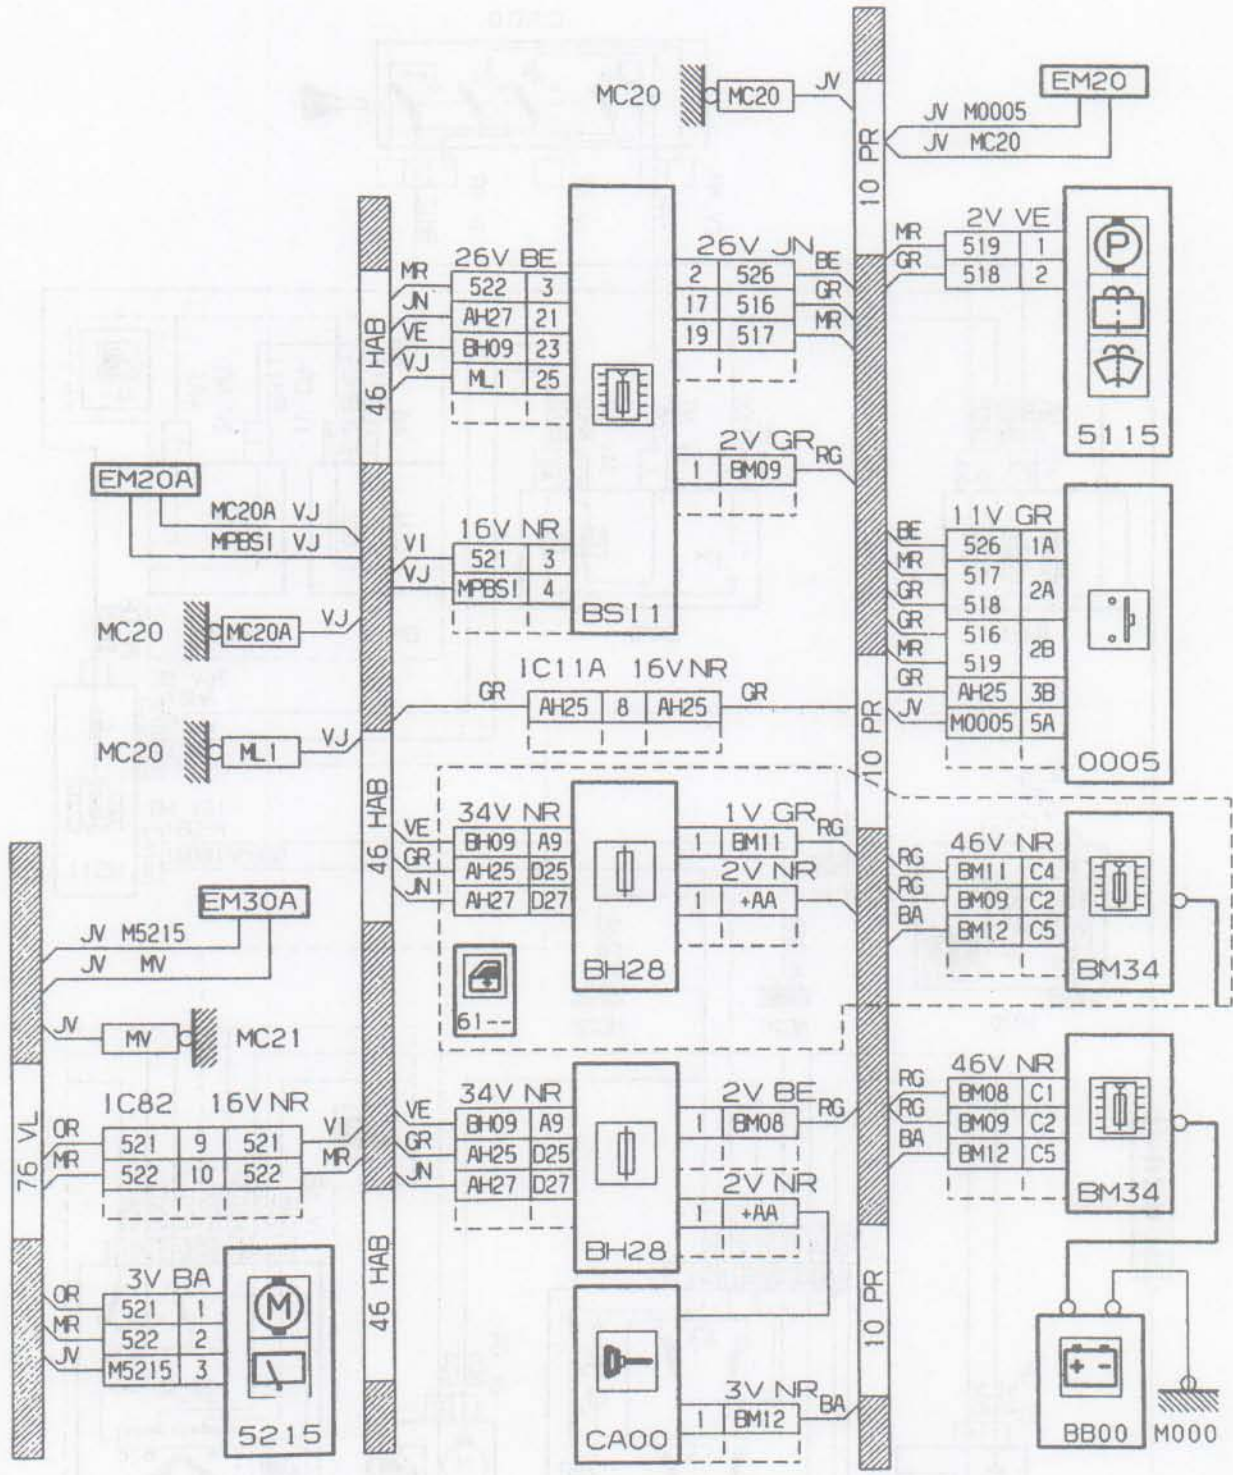 MC20 MC20 JV
10 PR
EM20
JV M0005
JV MC20
2V VE
MR 519 1
GR 518 2
5115
46 HAB
26V BE
MR 522 3
JN AH27 21
VE BH09 23
VJ ML1 25
26V JN
2 526 BE
17 516 GR
19 517 MR
2V GR
1 BM09 RG
EM20A
MC20A VJ
MPBSI VJ
16V NR
VI 521 3
VJ MPBSI 4
BSI1
MC20 MC20A VJ
MC20 ML1 VJ
11V GR
BE 526 1A
MR 517
2A
GR 518
GR 516
2B
MR 519
GR AH25 3B
JV M0005 5A
0005
IC11A 16V NR
GR AH25 8 AH25 GR
10 PR
46 HAB
34V NR
VE BH09 A9
GR AH25 D25
JN AH27 D27
1V GR
1 BM11 RG
2V NR
1 +AA
BH28
61--
46V NR
RG BM11 C4
RG BM09 C2
BA BM12 C5
BM34
EM30A
JV M5215
JV MV
JV MV MC21
76 VL
IC82 16V NR
OR 521 9 521 VI
MR 522 10 522 MR
3V BA
OR 521 1
MR 522 2
JV M5215 3
M
5215
46 HAB
34V NR
VE BH09 A9
GR AH25 D25
JN AH27 D27
2V BE
1 BM08 RG
2V NR
1 +AA
BH28
46V NR
RG BM08 C1
RG BM09 C2
BA BM12 C5
BM34
10 PR
3V NR
1 BM12 BA
CA00
+ -
BB00 M000
P